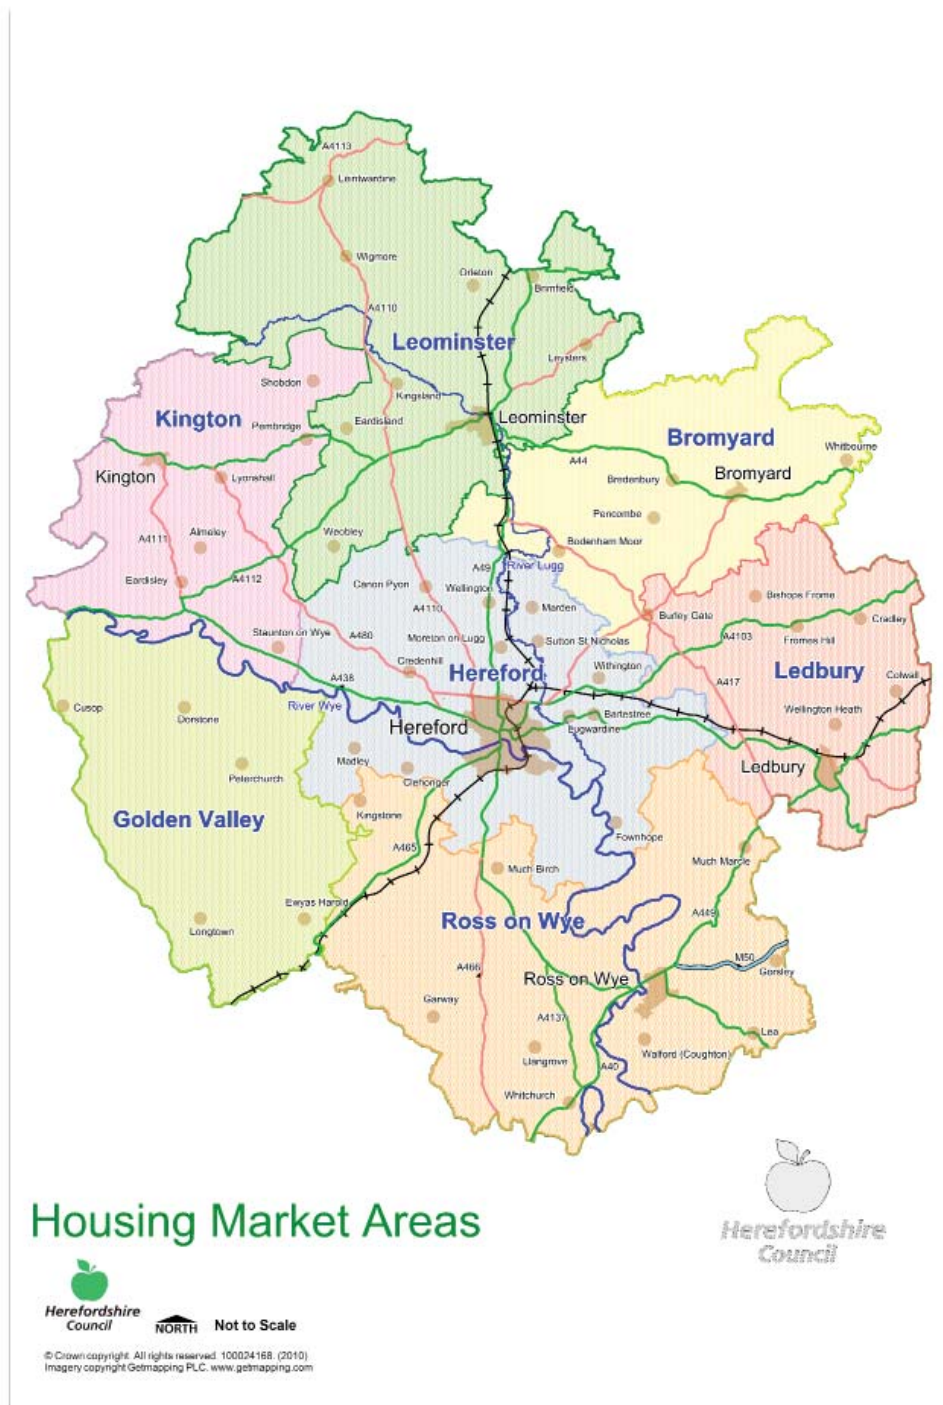 A4113
Leintwardine
Wigmore
Orleton
Brimfield
A4110
Leominster
Leysters
Shobdon
Kingsland
Kington
Eardisland
Leominster
Pembridge
Bromyard
Whitbourne
A44
Kington
Lyonshall
Bredenbury
Bromyard
Pencombe
Almeley
Weobley
A4111
Bodenham Moor
River Lugg
A49
Eardisley
A4112
Canon Pyon
Wellington
Bishops Frome
A4110
Marden
Burley Gate
Cradley
Staunton on Wye
A480
Moreton on Lugg
Sutton St Nicholas
A4103
Fromes Hill
Credenhill
Hereford
Withington
Ledbury
A438
A417
Colwall
Cusop
River Wye
Dorstone
Bartestree
Wellington Heath
Hereford
Lugwardine
Madley
Peterchurch
Clehonger
Ledbury
Golden Valley
Kingstone
Fownhope
A465
Much Birch
Much Marcle
Ewyas Harold
Ross on Wye
A449
Longtown
M50
A466
Ross on Wye
Gorsley
Garway
A4137
Lea
Llangrove
Walford (Coughton)
A40
Whitchurch
Housing Market Areas
Herefordshire
Council
Herefordshire
Council
NORTH
Not to Scale
© Crown copyright. All rights reserved. 100024168. (2010)
Imagery copyright Getmapping PLC. www.getmapping.com